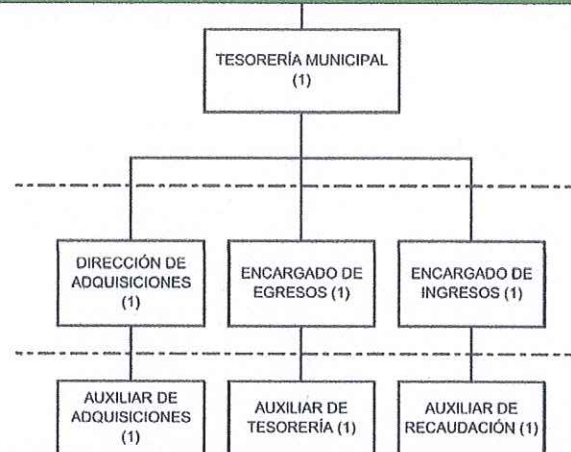 TESORERÍA MUNICIPAL
(1)
DIRECCIÓN DE
ADQUISICIONES
(1)
ENCARGADO DE
EGRESOS (1)
ENCARGADO DE
INGRESOS (1)
AUXILIAR DE
ADQUISICIONES
(1)
AUXILIAR DE
TESORERÍA (1)
AUXILIAR DE
RECAUDACIÓN (1)